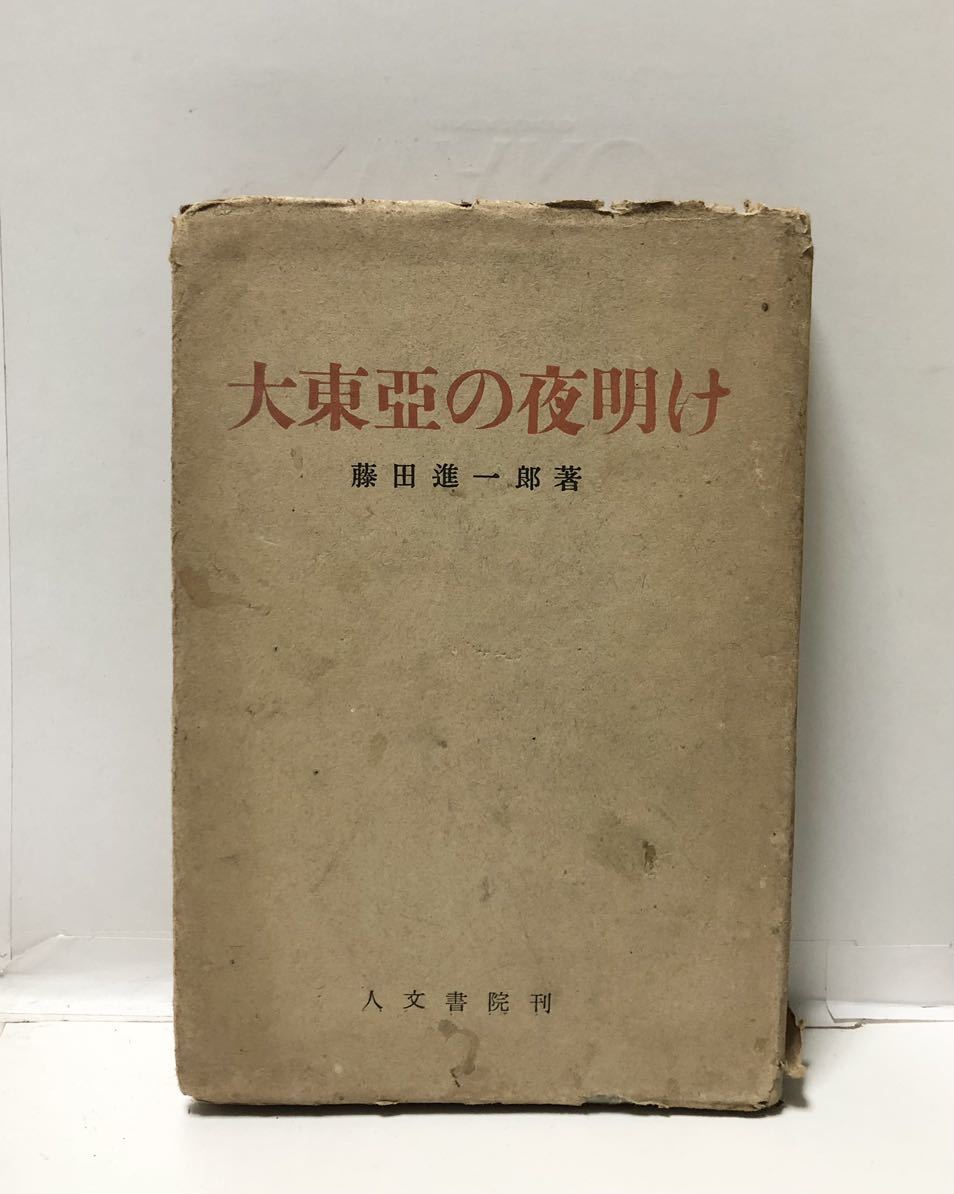 大東亞の夜明け
藤田進一郎著
人文書院刊